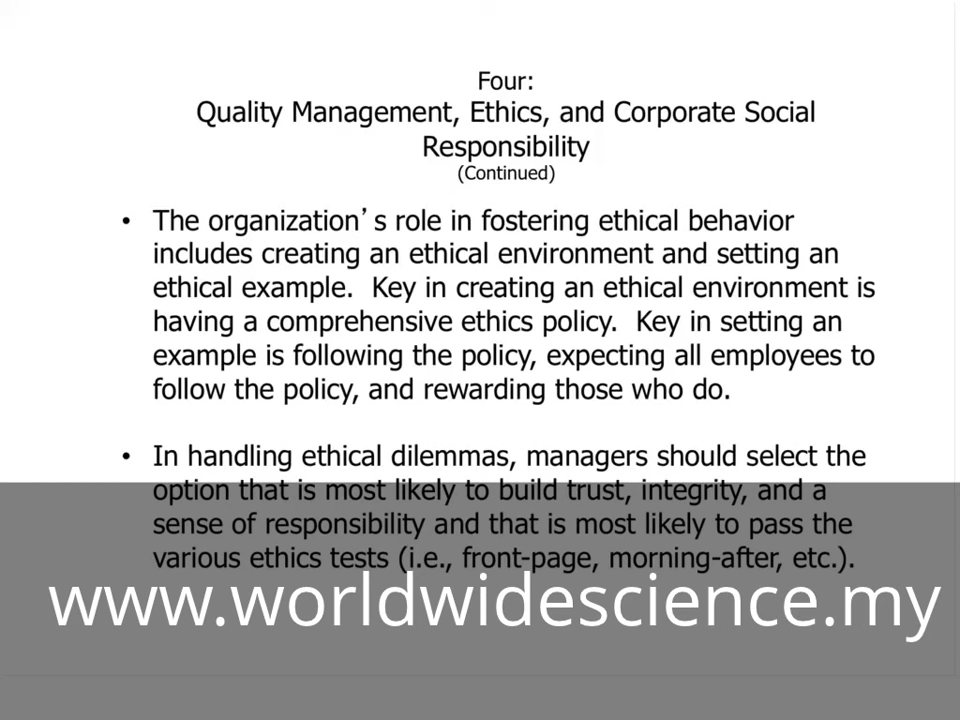 Four:
Quality Management, Ethics, and Corporate Social
Responsibility
(Continued)
• The organization’s role in fostering ethical behavior
includes creating an ethical environment and setting an
ethical example.  Key in creating an ethical environment is
having a comprehensive ethics policy.  Key in setting an
example is following the policy, expecting all employees to
follow the policy, and rewarding those who do.
• In handling ethical dilemmas, managers should select the
option that is most likely to build trust, integrity, and a
sense of responsibility and that is most likely to pass the
various ethics tests (i.e., front-page, morning-after, etc.).
www.worldwidescience.my